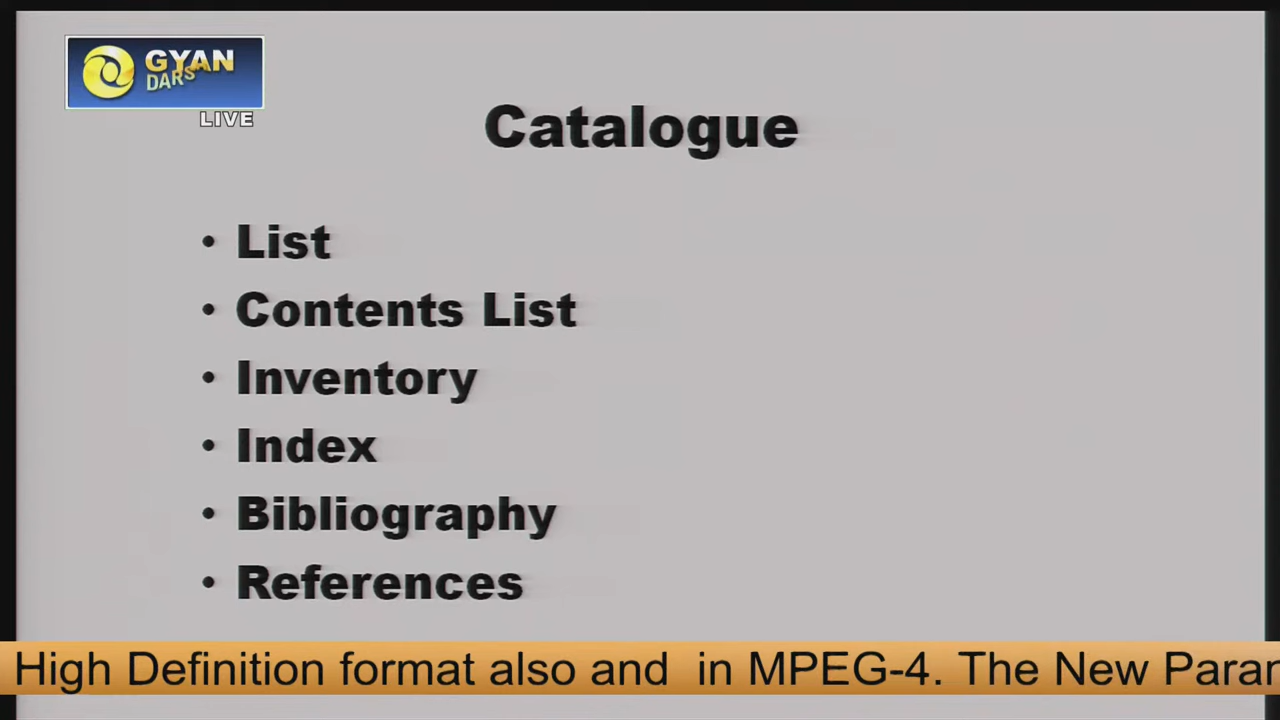 GYAN
DARS
LIVE
Catalogue
• List
• Contents List
• Inventory
• Index
• Bibliography
• References
High Definition format also and in MPEG-4. The New Paran